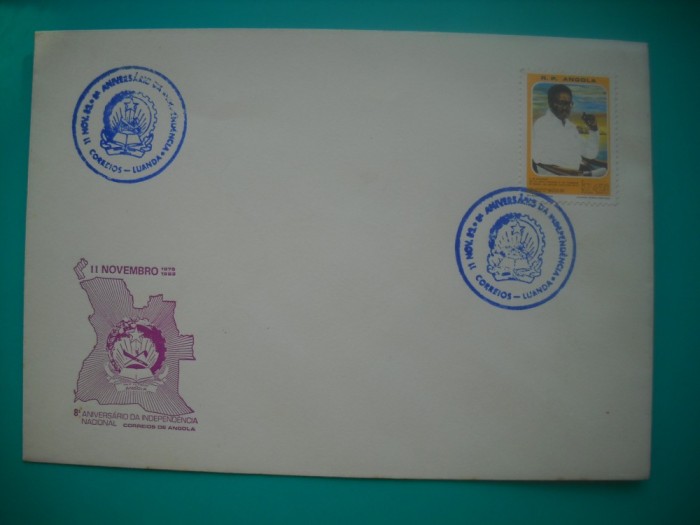 11 NOV. 83. • 8º ANIVERSÁRIO DA INDEPENDÊNCIA •
CORREIOS — LUANDA
R. P. ANGOLA
11 NOV. 83. • 8º ANIVERSÁRIO DA INDEPENDÊNCIA •
CORREIOS — LUANDA
11 NOVEMBRO 1975
1983
ANGOLA
8º ANIVERSÁRIO DA INDEPENDÊNCIA
NACIONAL CORREIOS DE ANGOLA